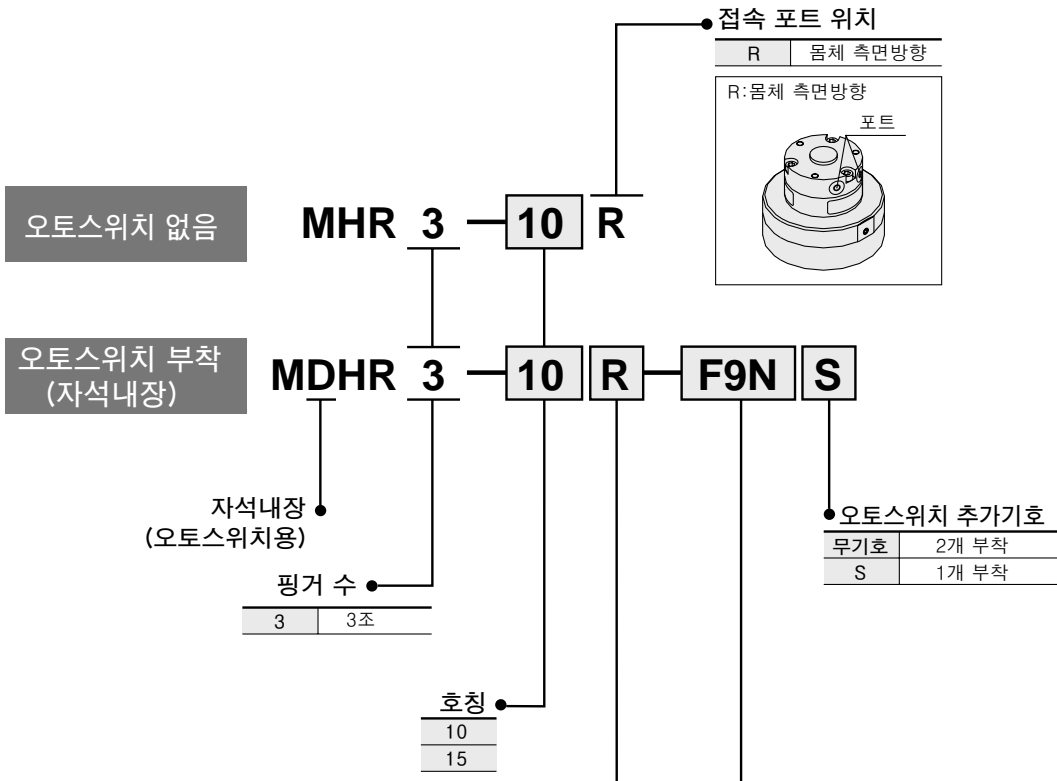 접속 포트 위치
R 몸체 측면방향
R:몸체 측면방향
포트
오토스위치 없음
MHR 3 — 10 R
오토스위치 부착
(자석내장)
MDHR 3 — 10 R — F9N S
자석내장
(오토스위치용)
오토스위치 추가기호
무기호 2개 부착
S 1개 부착
핑거 수
3 3조
호칭
10
15